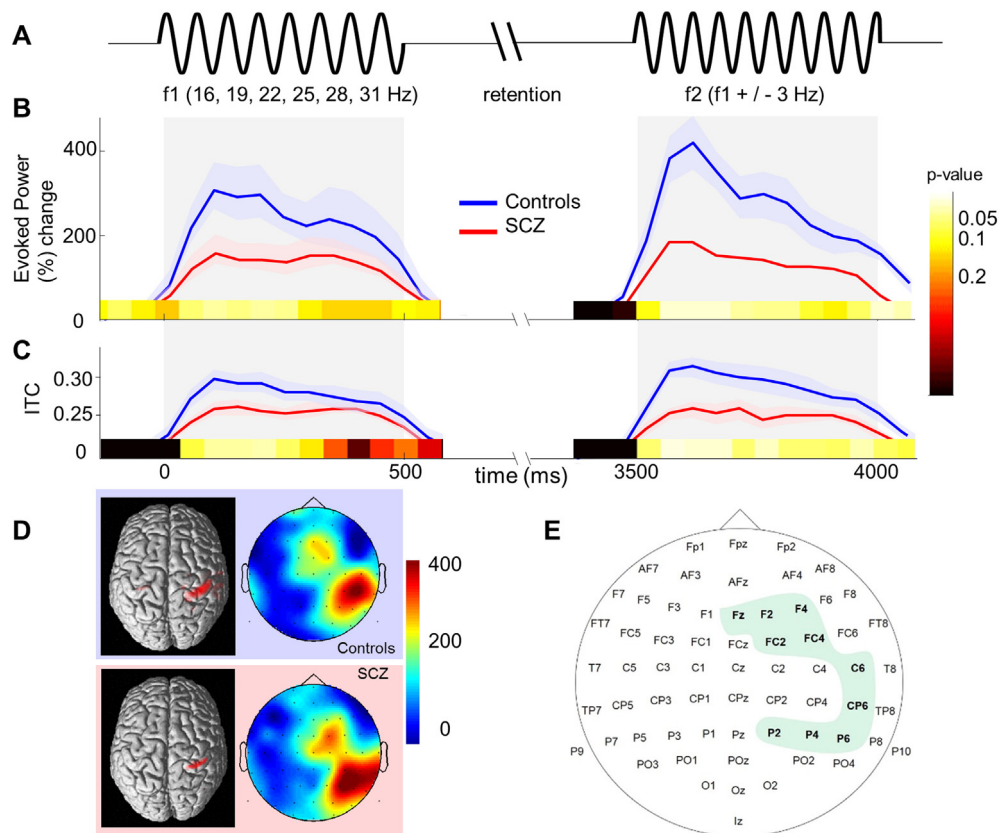 A
f1 (16, 19, 22, 25, 28, 31 Hz)
retention
f2 (f1 + / - 3 Hz)
B
Evoked Power
(%) change
400
200
0
Controls
SCZ
p-value
0.05
0.1
0.2
C
ITC
0.30
0.25
0
0
500
time (ms)
3500
4000
D
Controls
SCZ
400
200
0
E
Fp1 Fpz Fp2
AF7 AF3 AFz AF4 AF8
F7 F5 F3 F1 Fz F2 F4 F6 F8
FT7 FC5 FC3 FC1 FCz FC2 FC4 FC6 FT8
T7 C5 C3 C1 Cz C2 C4 C6 T8
TP7 CP5 CP3 CP1 CPz CP2 CP4 CP6 TP8
P9 P7 P5 P3 P1 Pz P2 P4 P6 P8 P10
PO3 PO1 POz PO2 PO4
O1 Oz O2
Iz